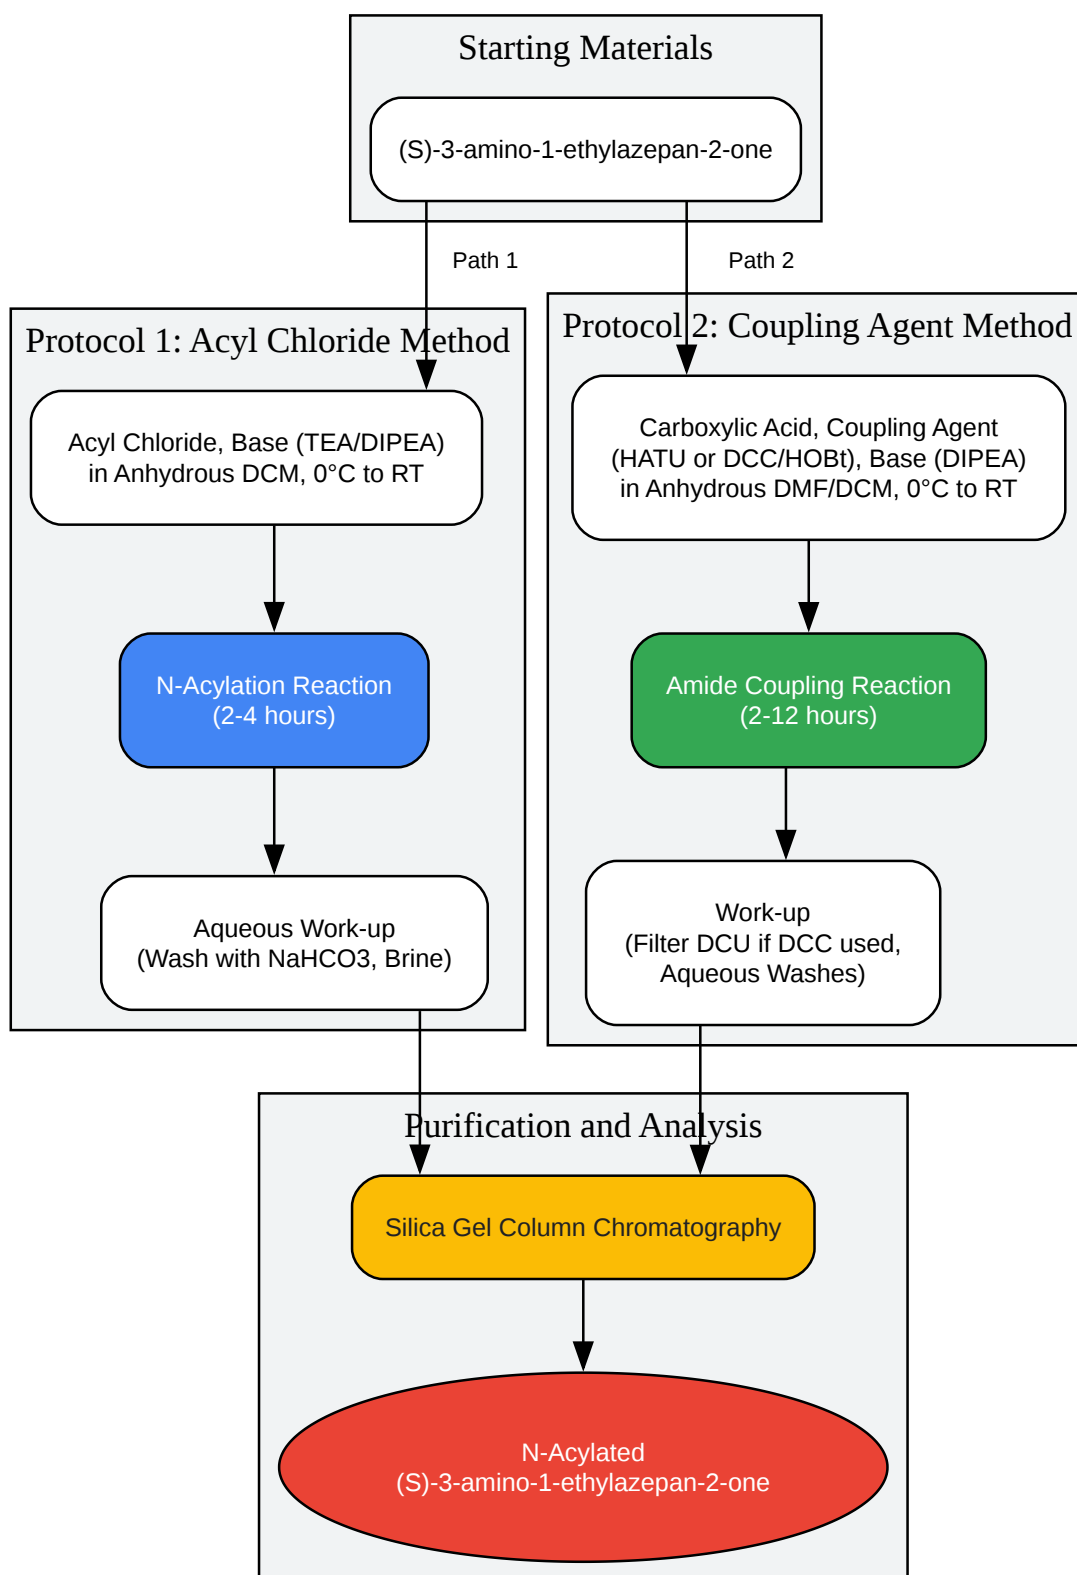 Starting Materials
(S)-3-amino-1-ethylazepan-2-one
Path 1
Path 2
Protocol 1: Acyl Chloride Method
Acyl Chloride, Base (TEA/DIPEA)
in Anhydrous DCM, 0°C to RT
N-Acylation Reaction
(2-4 hours)
Aqueous Work-up
(Wash with NaHCO3, Brine)
Protocol 2: Coupling Agent Method
Carboxylic Acid, Coupling Agent
(HATU or DCC/HOBt), Base (DIPEA)
in Anhydrous DMF/DCM, 0°C to RT
Amide Coupling Reaction
(2-12 hours)
Work-up
(Filter DCU if DCC used,
Aqueous Washes)
Purification and Analysis
Silica Gel Column Chromatography
N-Acylated
(S)-3-amino-1-ethylazepan-2-one